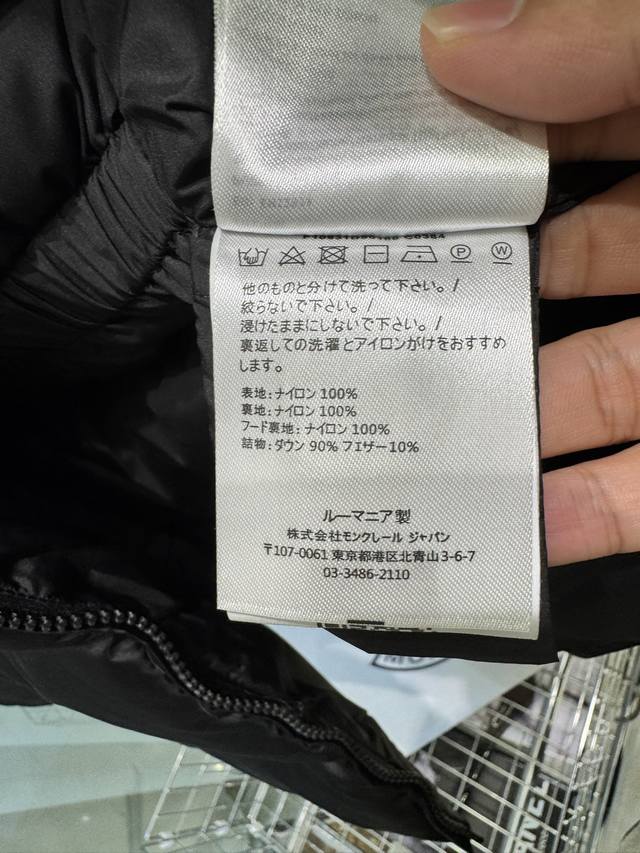 他のものと分けて洗って下さい。/
絞らないで下さい。/
浸けたままにしないで下さい。/
裏返しての洗濯とアイロンがけをおすすめ
します。
表地:ナイロン 100%
裏地:ナイロン 100%
フード裏地:ナイロン 100%
詰物:ダウン 90% フェザー 10%
ルーマニア製
株式会社モンクレール ジャパン
〒107-0061 東京都港区北青山3-6-7
03-3486-2110